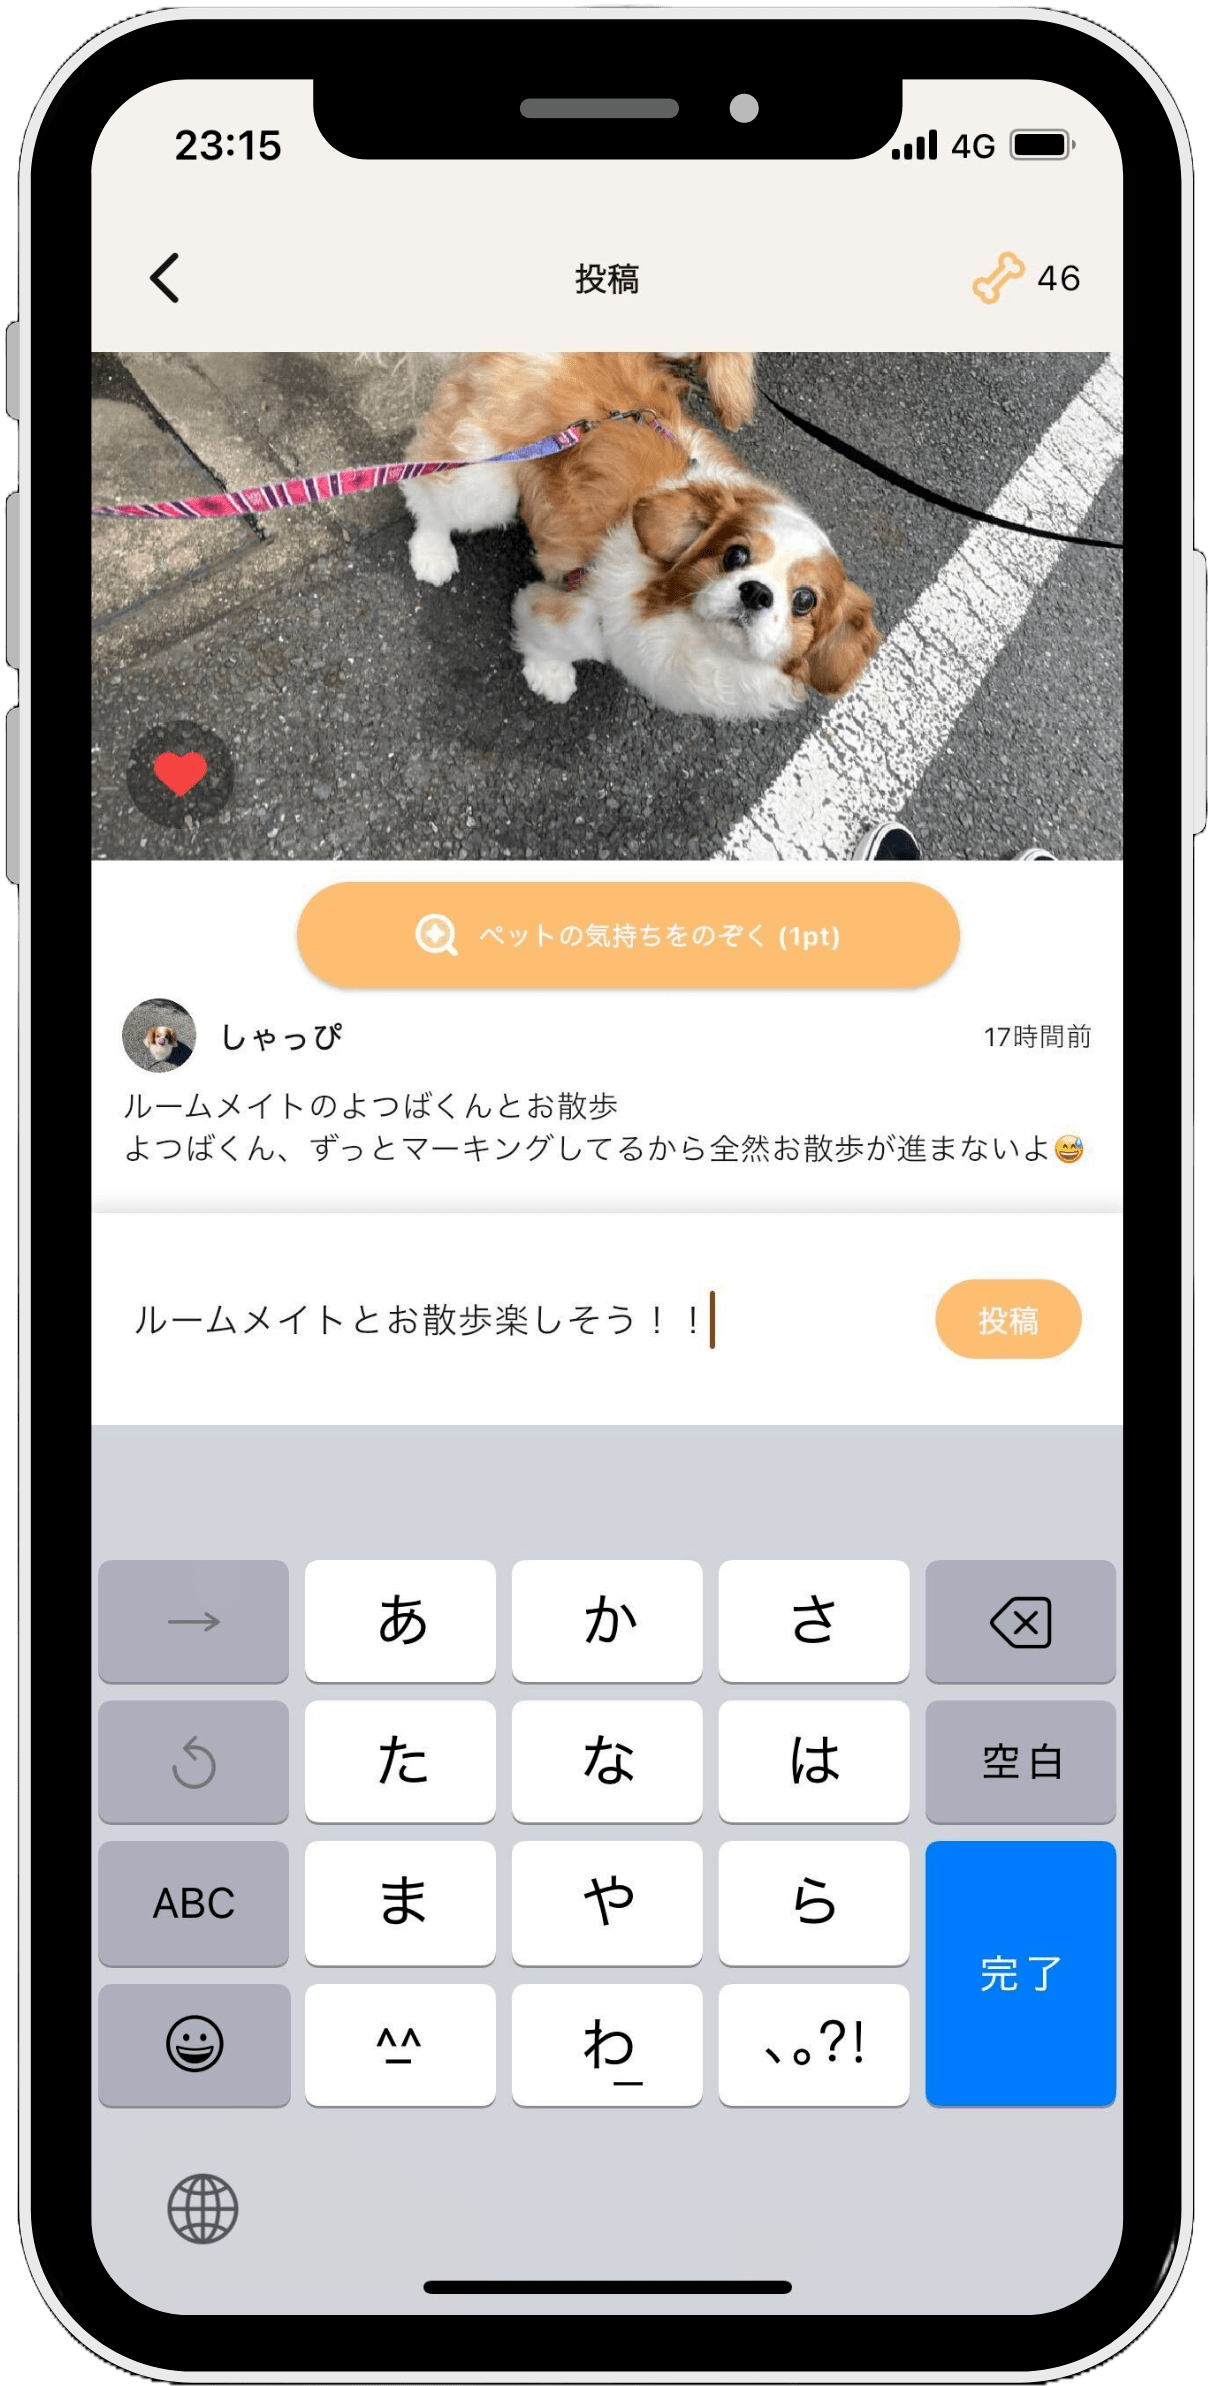 23:15 4G
投稿 46
ペットの気持ちをのぞく (1pt)
しゃっぴ 17時間前
ルームメイトのよつばくんとお散歩
よつばくん、ずっとマーキングしてるから全然お散歩が進まないよ😅
ルームメイトとお散歩楽しそう！！ 投稿
→ あ か さ
た な は 空白
ABC ま や ら
完了
^_^ わ_ 、。?!